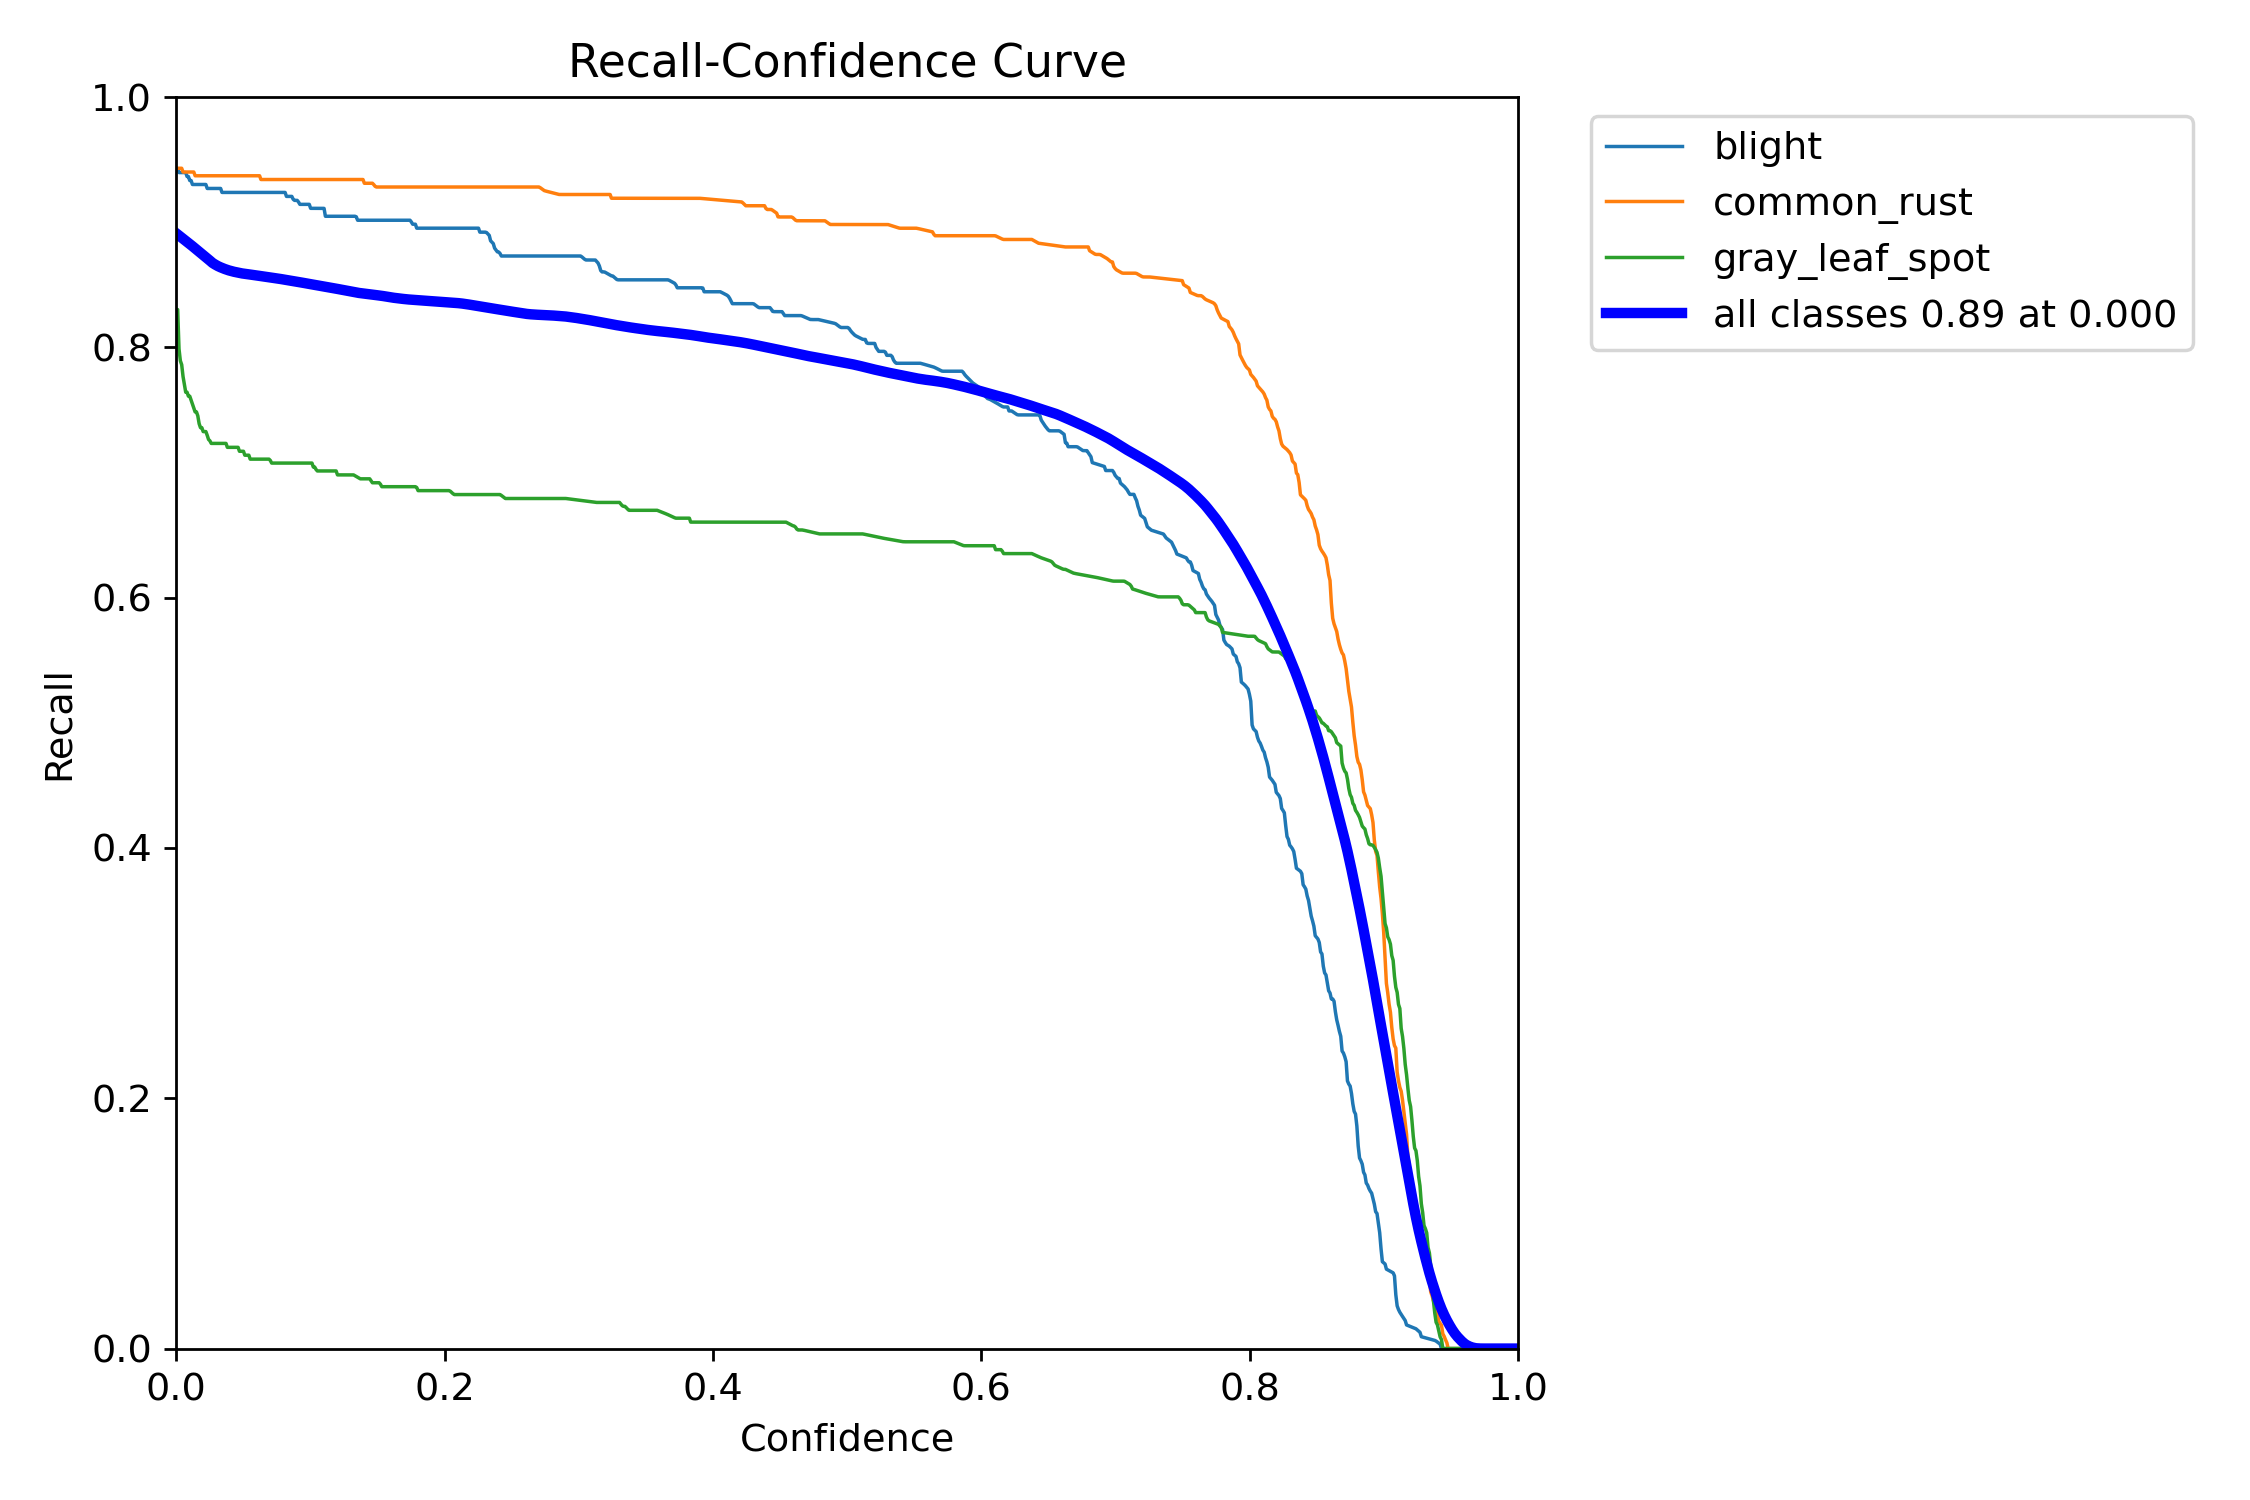 Recall-Confidence Curve
1.0
0.8
0.6
0.4
0.2
0.0
Recall
0.0 0.2 0.4 0.6 0.8 1.0
Confidence
blight
common_rust
gray_leaf_spot
all classes 0.89 at 0.000